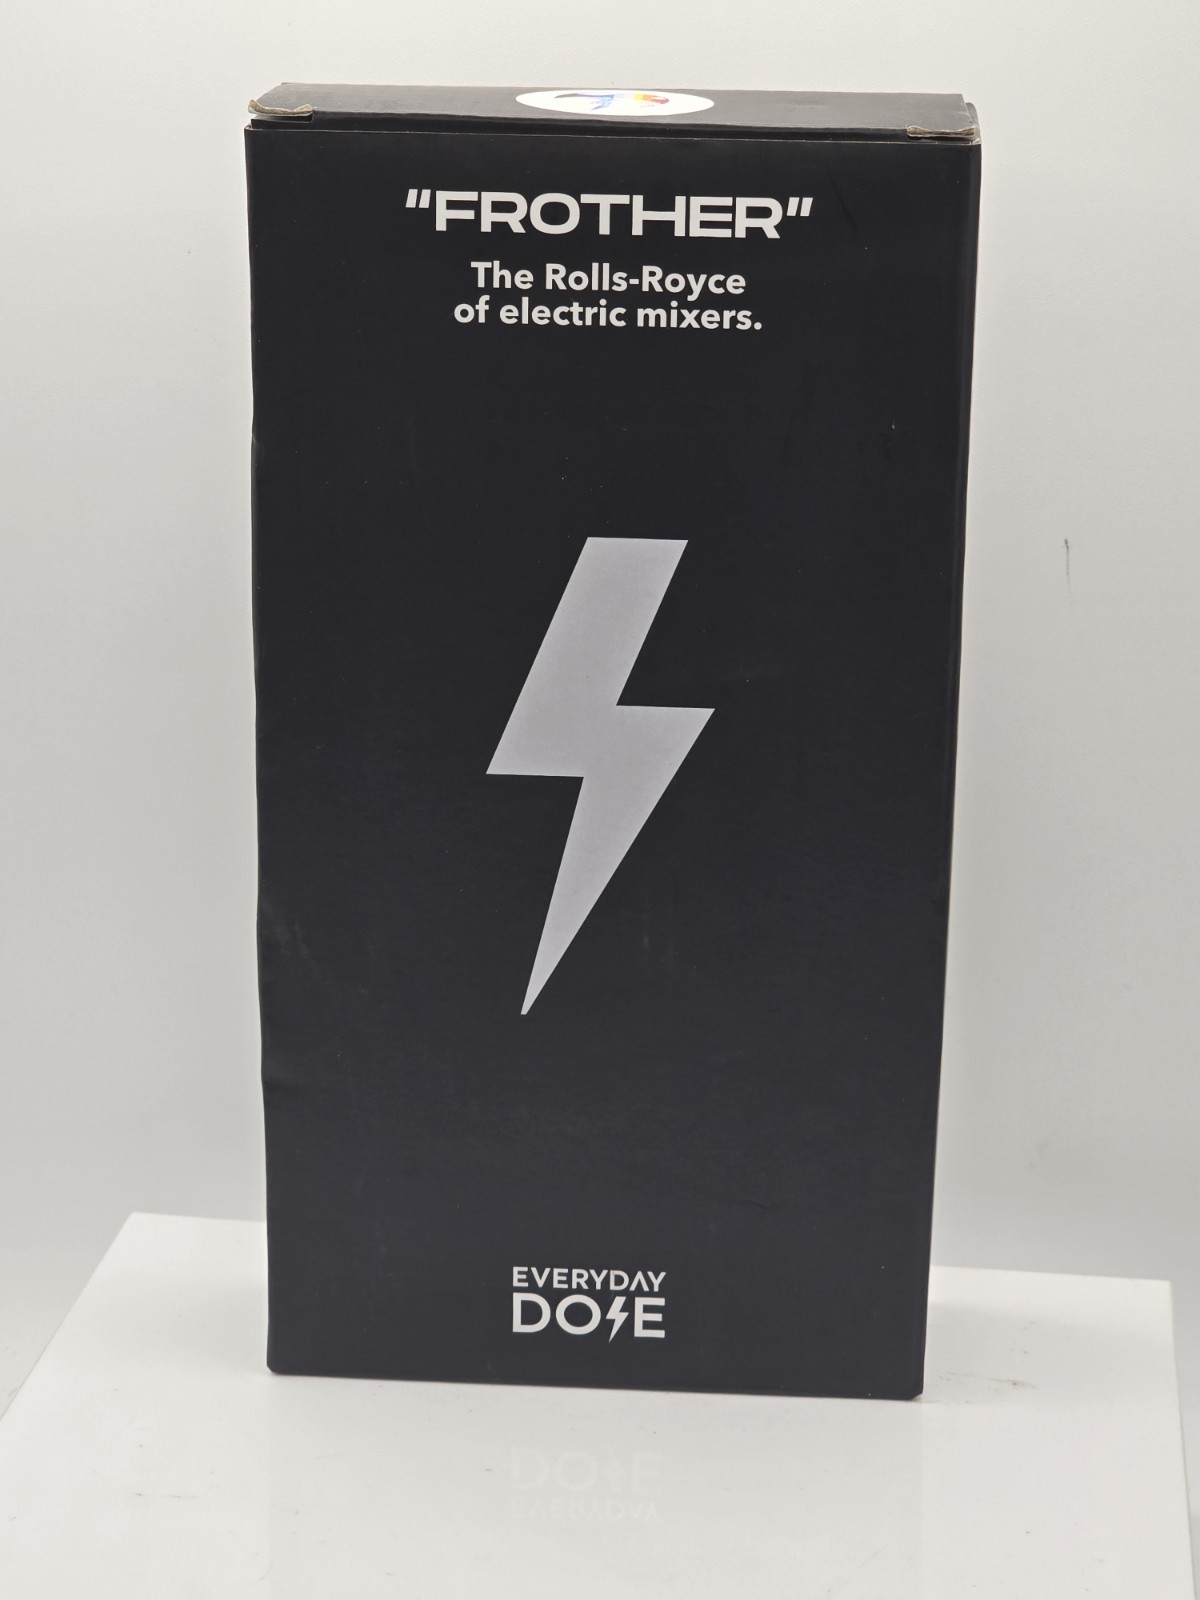 "FROTHER"
The Rolls-Royce
of electric mixers.
EVERYDAY
DOSE